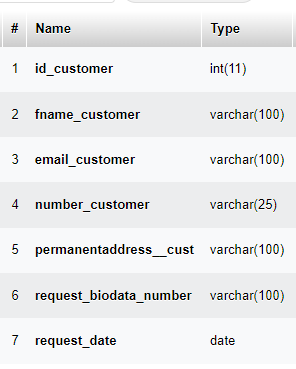 # Name Type
1 id_customer int(11)
2 fname_customer varchar(100)
3 email_customer varchar(100)
4 number_customer varchar(25)
5 permanentaddress__cust varchar(100)
6 request_biodata_number varchar(100)
7 request_date date